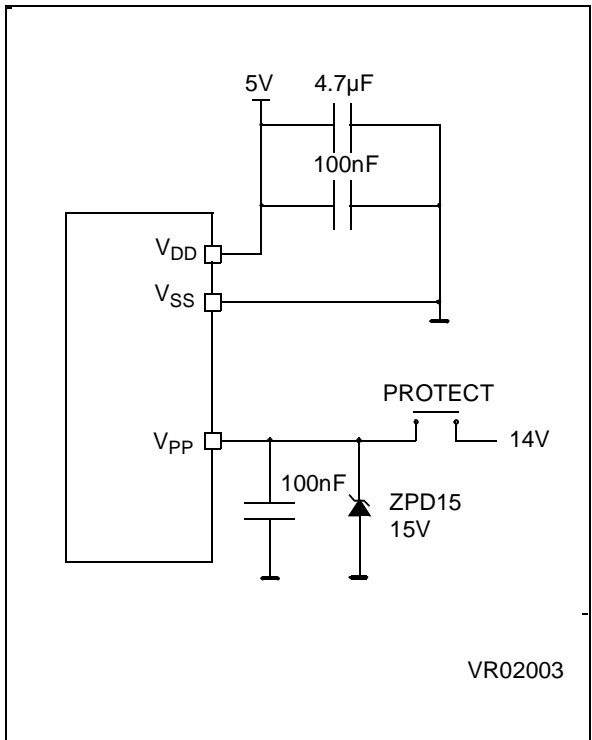 5V 4.7µF
100nF
VDD
VSS
PROTECT
VPP 14V
100nF
ZPD15
15V
VR02003